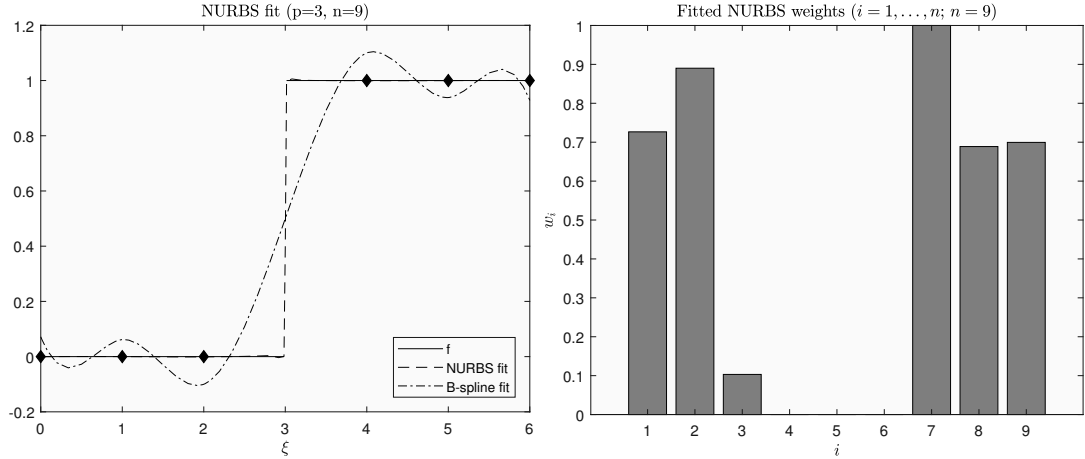 NURBS fit (p=3, n=9)
1.2
1
0.8
0.6
0.4
0.2
0
-0.2
0 1 2 3 4 5 6
ξ
f
NURBS fit
B-spline fit
Fitted NURBS weights (i = 1, . . . , n; n = 9)
1
0.9
0.8
0.7
0.6
0.5
0.4
0.3
0.2
0.1
0
w_i
1 2 3 4 5 6 7 8 9
i